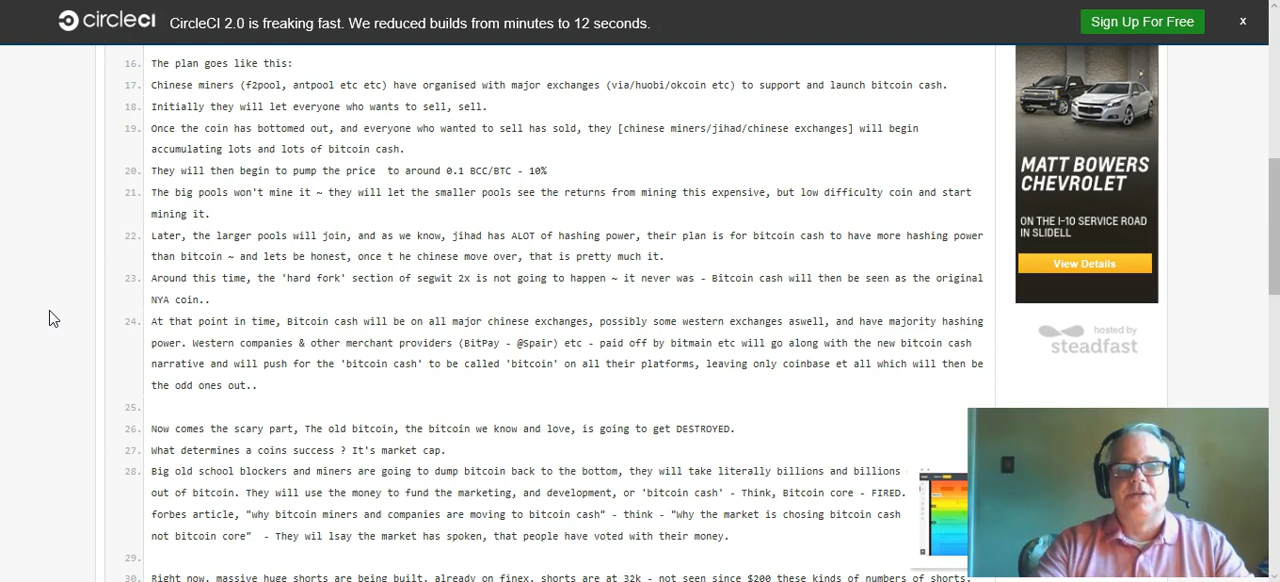 circleci CircleCI 2.0 is freaking fast. We reduced builds from minutes to 12 seconds. Sign Up For Free x
16. The plan goes like this:
17. Chinese miners (f2pool, antpool etc etc) have organised with major exchanges (via/huobi/okcoin etc) to support and launch bitcoin cash.
18. Initially they will let everyone who wants to sell, sell.
19. Once the coin has bottomed out, and everyone who wanted to sell has sold, they [chinese miners/jihad/chinese exchanges] will begin
accumulating lots and lots of bitcoin cash.
20. They will then begin to pump the price to around 0.1 BCC/BTC - 10%
21. The big pools won't mine it ~ they will let the smaller pools see the returns from mining this expensive, but low difficulty coin and start
mining it.
22. Later, the larger pools will join, and as we know, jihad has ALOT of hashing power, their plan is for bitcoin cash to have more hashing power
than bitcoin ~ and lets be honest, once t he chinese move over, that is pretty much it.
23. Around this time, the 'hard fork' section of segwit 2x is not going to happen ~ it never was - Bitcoin cash will then be seen as the original
NYA coin..
24. At that point in time, Bitcoin cash will be on all major chinese exchanges, possibly some western exchanges aswell, and have majority hashing
power. Western companies & other merchant providers (BitPay - @Spair) etc - paid off by bitmain etc will go along with the new bitcoin cash
narrative and will push for the 'bitcoin cash' to be called 'bitcoin' on all their platforms, leaving only coinbase et all which will then be
the odd ones out..
25.
26. Now comes the scary part, The old bitcoin, the bitcoin we know and love, is going to get DESTROYED.
27. What determines a coins success ? It's market cap.
28. Big old school blockers and miners are going to dump bitcoin back to the bottom, they will take literally billions and billions
out of bitcoin. They will use the money to fund the marketing, and development, or 'bitcoin cash' - Think, Bitcoin core - FIRED.
forbes article, "why bitcoin miners and companies are moving to bitcoin cash" - think - "Why the market is chosing bitcoin cash
not bitcoin core" - They wil lsay the market has spoken, that people have voted with their money.
29.
30. Right now, massive huge shorts are being built, already on finex, shorts are at 32k - not seen since $200 these kinds of numbers of shorts.
MATT BOWERS
CHEVROLET
ON THE I-10 SERVICE ROAD
IN SLIDELL
View Details
hosted by
steadfast